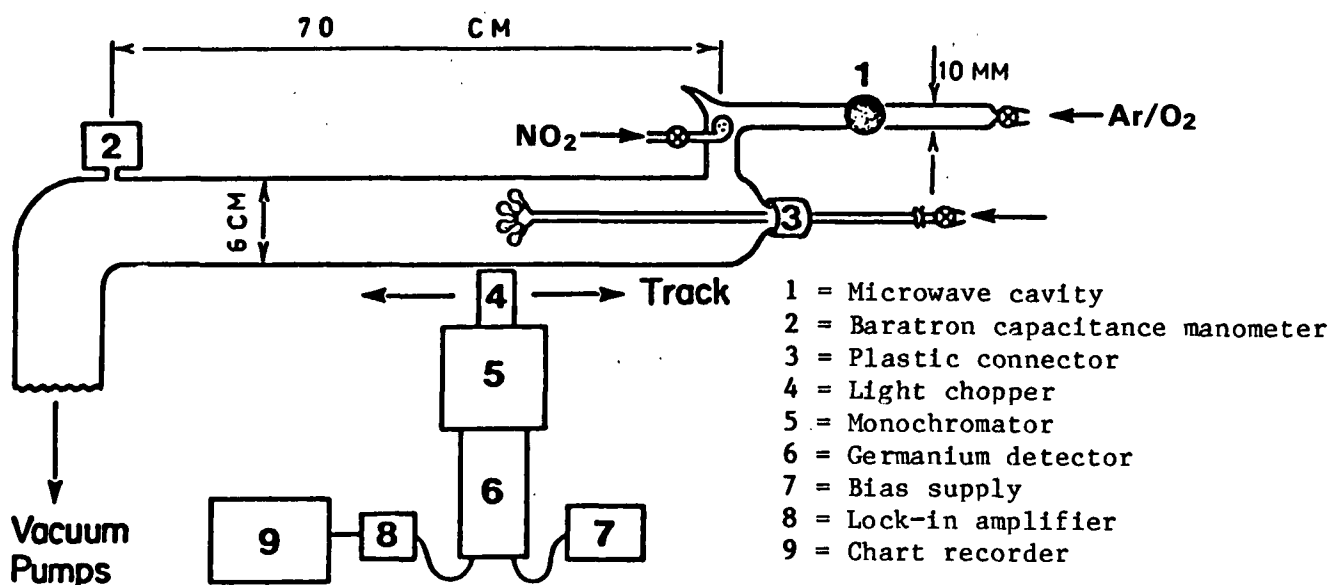 70 CM
1
10 MM
Ar/O₂
NO₂
2
6 CM
3
4
Track
5
6
7
8
9
Vacuum
Pumps
1 = Microwave cavity
2 = Baratron capacitance manometer
3 = Plastic connector
4 = Light chopper
5 = Monochromator
6 = Germanium detector
7 = Bias supply
8 = Lock-in amplifier
9 = Chart recorder